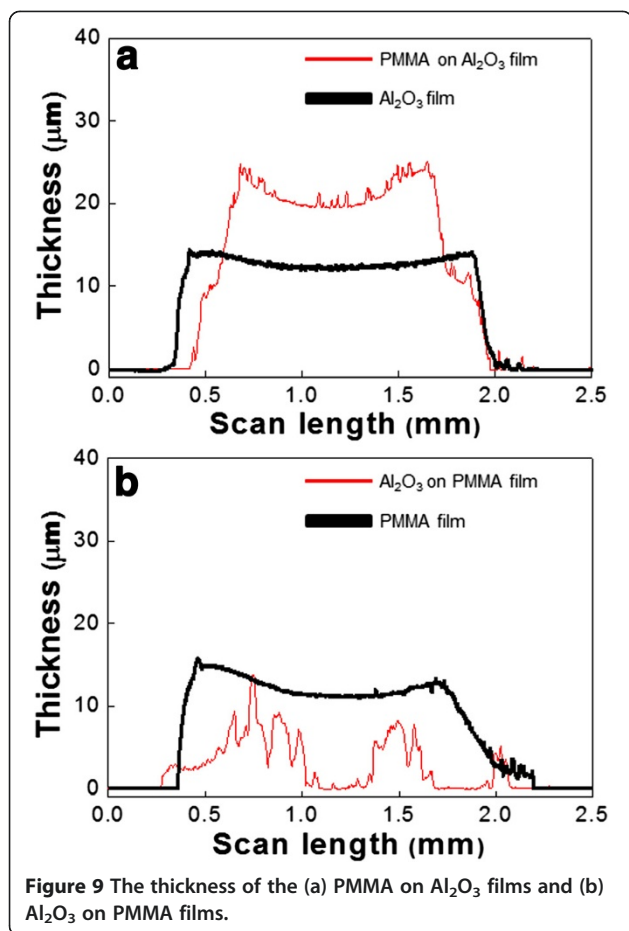 a
PMMA on Al₂O₃ film
Al₂O₃ film
40
30
20
10
0
Thickness (μm)
0.0 0.5 1.0 1.5 2.0 2.5
Scan length (mm)
b
Al₂O₃ on PMMA film
PMMA film
40
30
20
10
0
Thickness (μm)
0.0 0.5 1.0 1.5 2.0 2.5
Scan length (mm)
Figure 9 The thickness of the (a) PMMA on Al₂O₃ films and (b)
Al₂O₃ on PMMA films.